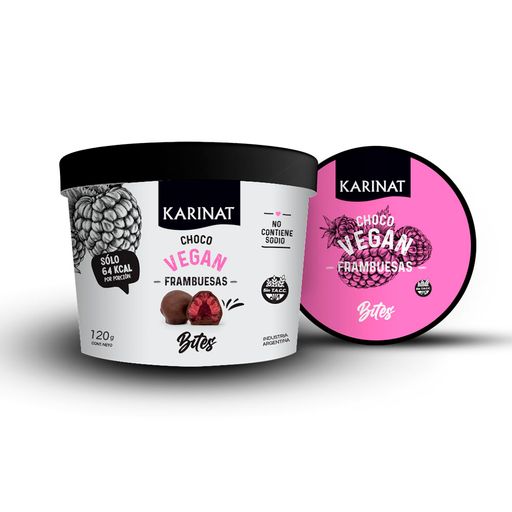 KARINAT
CHOCO
VEGAN
FRAMBUESAS
Bites
SÓLO
64 KCAL
POR PORCIÓN
NO
CONTIENE
SODIO
Sin T.A.C.C.
120g
CONT. NETO
INDUSTRIA
ARGENTINA
KARINAT
CHOCO
VEGAN
FRAMBUESAS
Bites